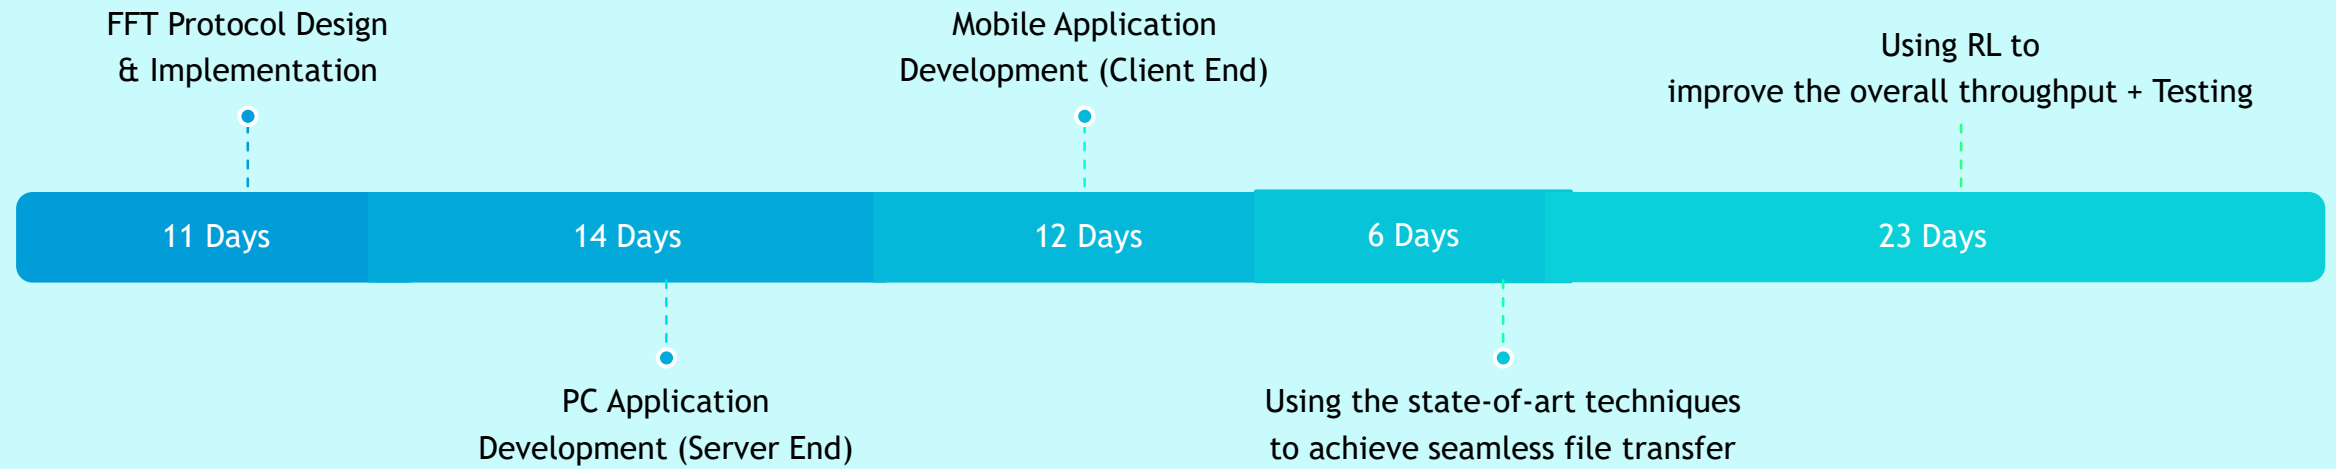 FFT Protocol Design
& Implementation
Mobile Application
Development (Client End)
Using RL to
improve the overall throughput + Testing
11 Days
14 Days
12 Days
6 Days
23 Days
PC Application
Development (Server End)
Using the state-of-art techniques
to achieve seamless file transfer